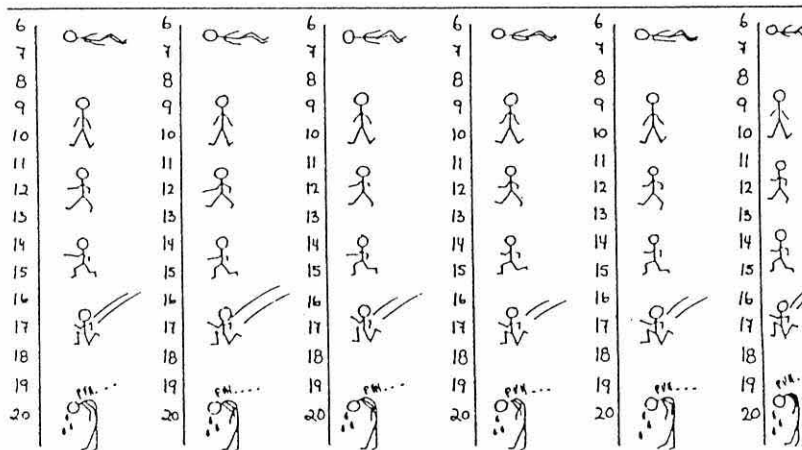 6 6 6 6 6 6
7 7 7 7 7 7
8 8 8 8 8 8
9 9 9 9 9 9
10 10 10 10 10 10
11 11 11 11 11 11
12 12 12 12 12 12
13 13 13 13 13 13
14 14 14 14 14 14
15 15 15 15 15 15
16 16 16 16 16 16
17 17 17 17 17 17
18 18 18 18 18 18
19 19 19 19 19 19
20 20 20 20 20 20